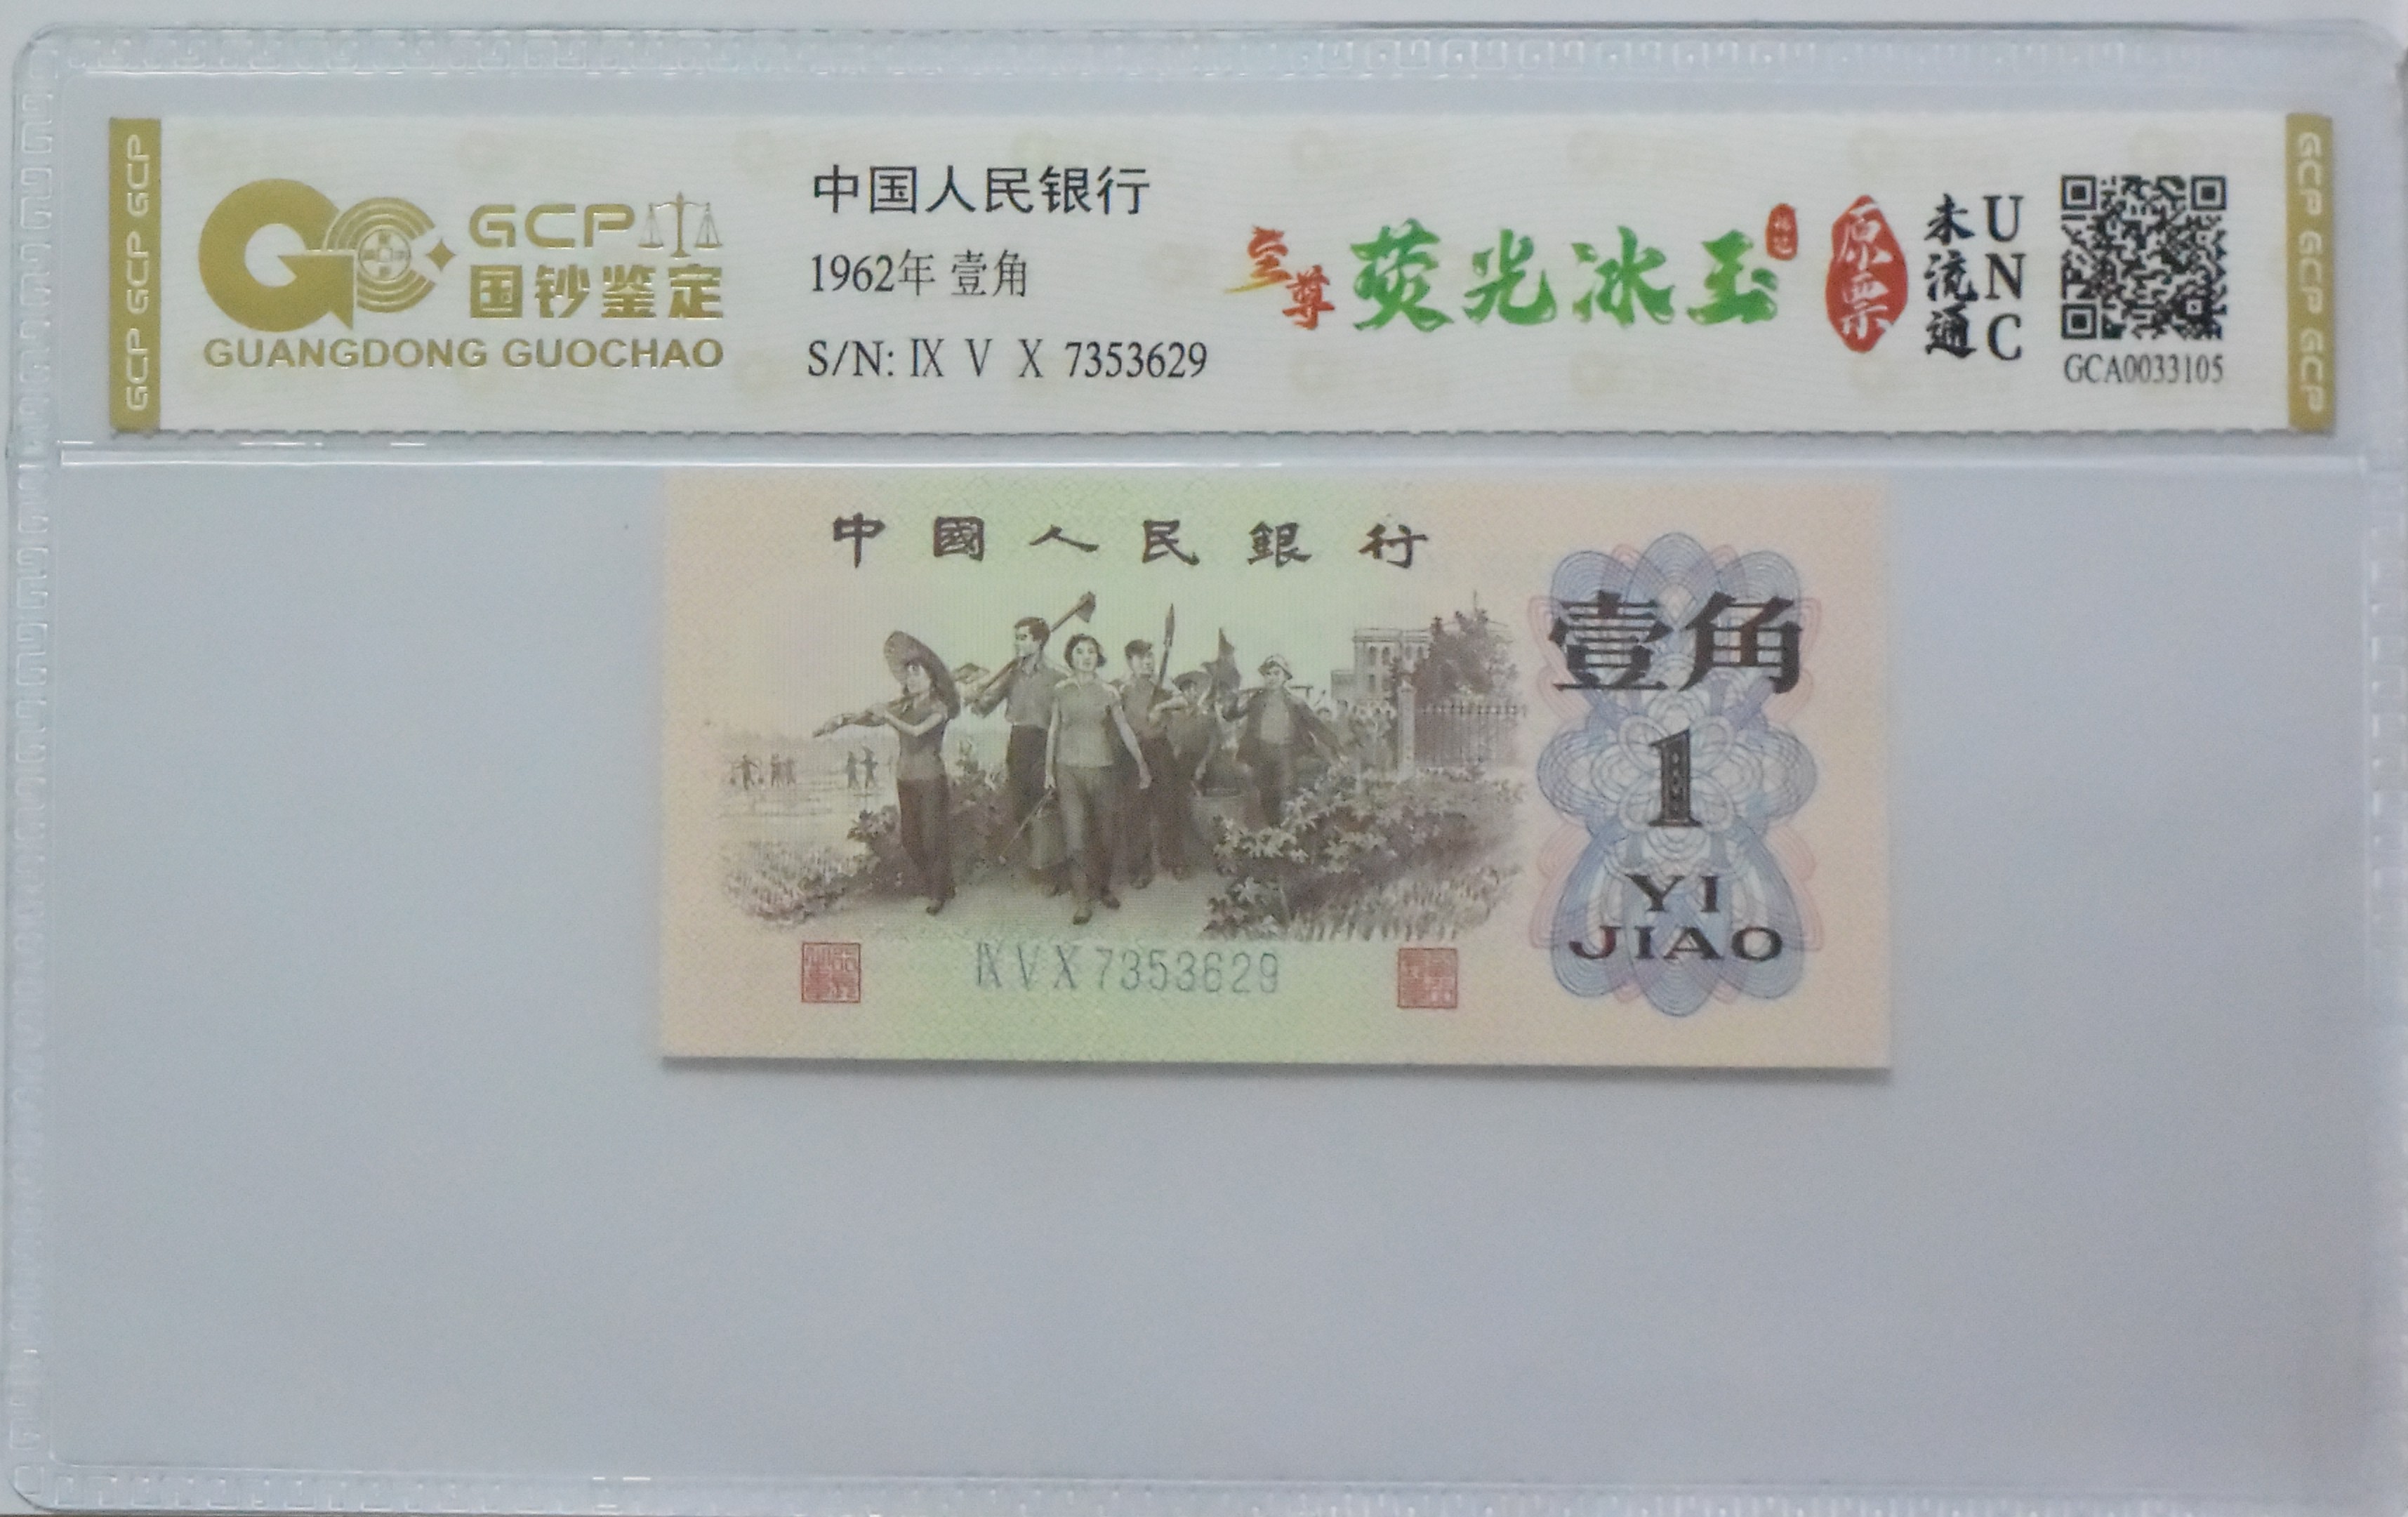 GCP GCP GCP
GCP
国钞鉴定
GUANGDONG GUOCHAO
中国人民银行
1962年 壹角
S/N: Ⅸ Ⅴ Ⅹ 7353629
至尊
荧光冰玉
原票
未流通
UNC
GCA0033105
GCP GCP GCP
中國人民銀行
壹角
1
YI
JIAO
ⅨⅤⅩ7353629